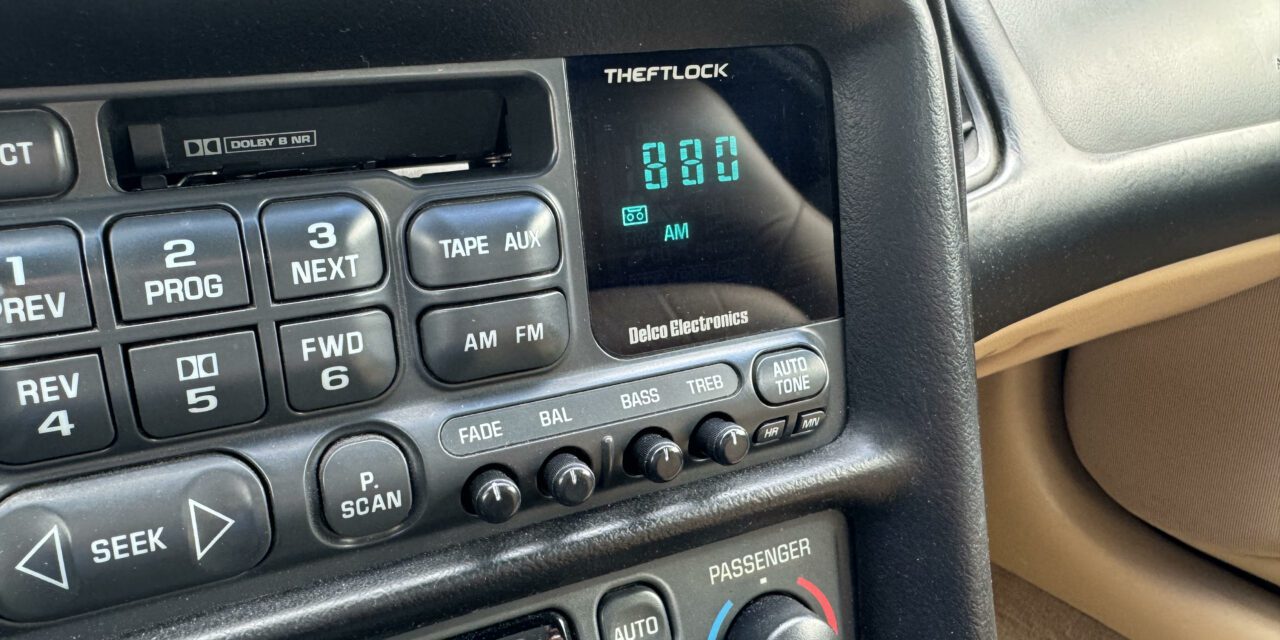 THEFTLOCK
CT
DOLBY B NR
880
AM
1
PREV
2
PROG
3
NEXT
TAPE AUX
AM FM
Delco Electronics
REV
4
5
FWD
6
FADE BAL BASS TREB
AUTO
TONE
HR MN
P.
SCAN
SEEK
PASSENGER
AUTO